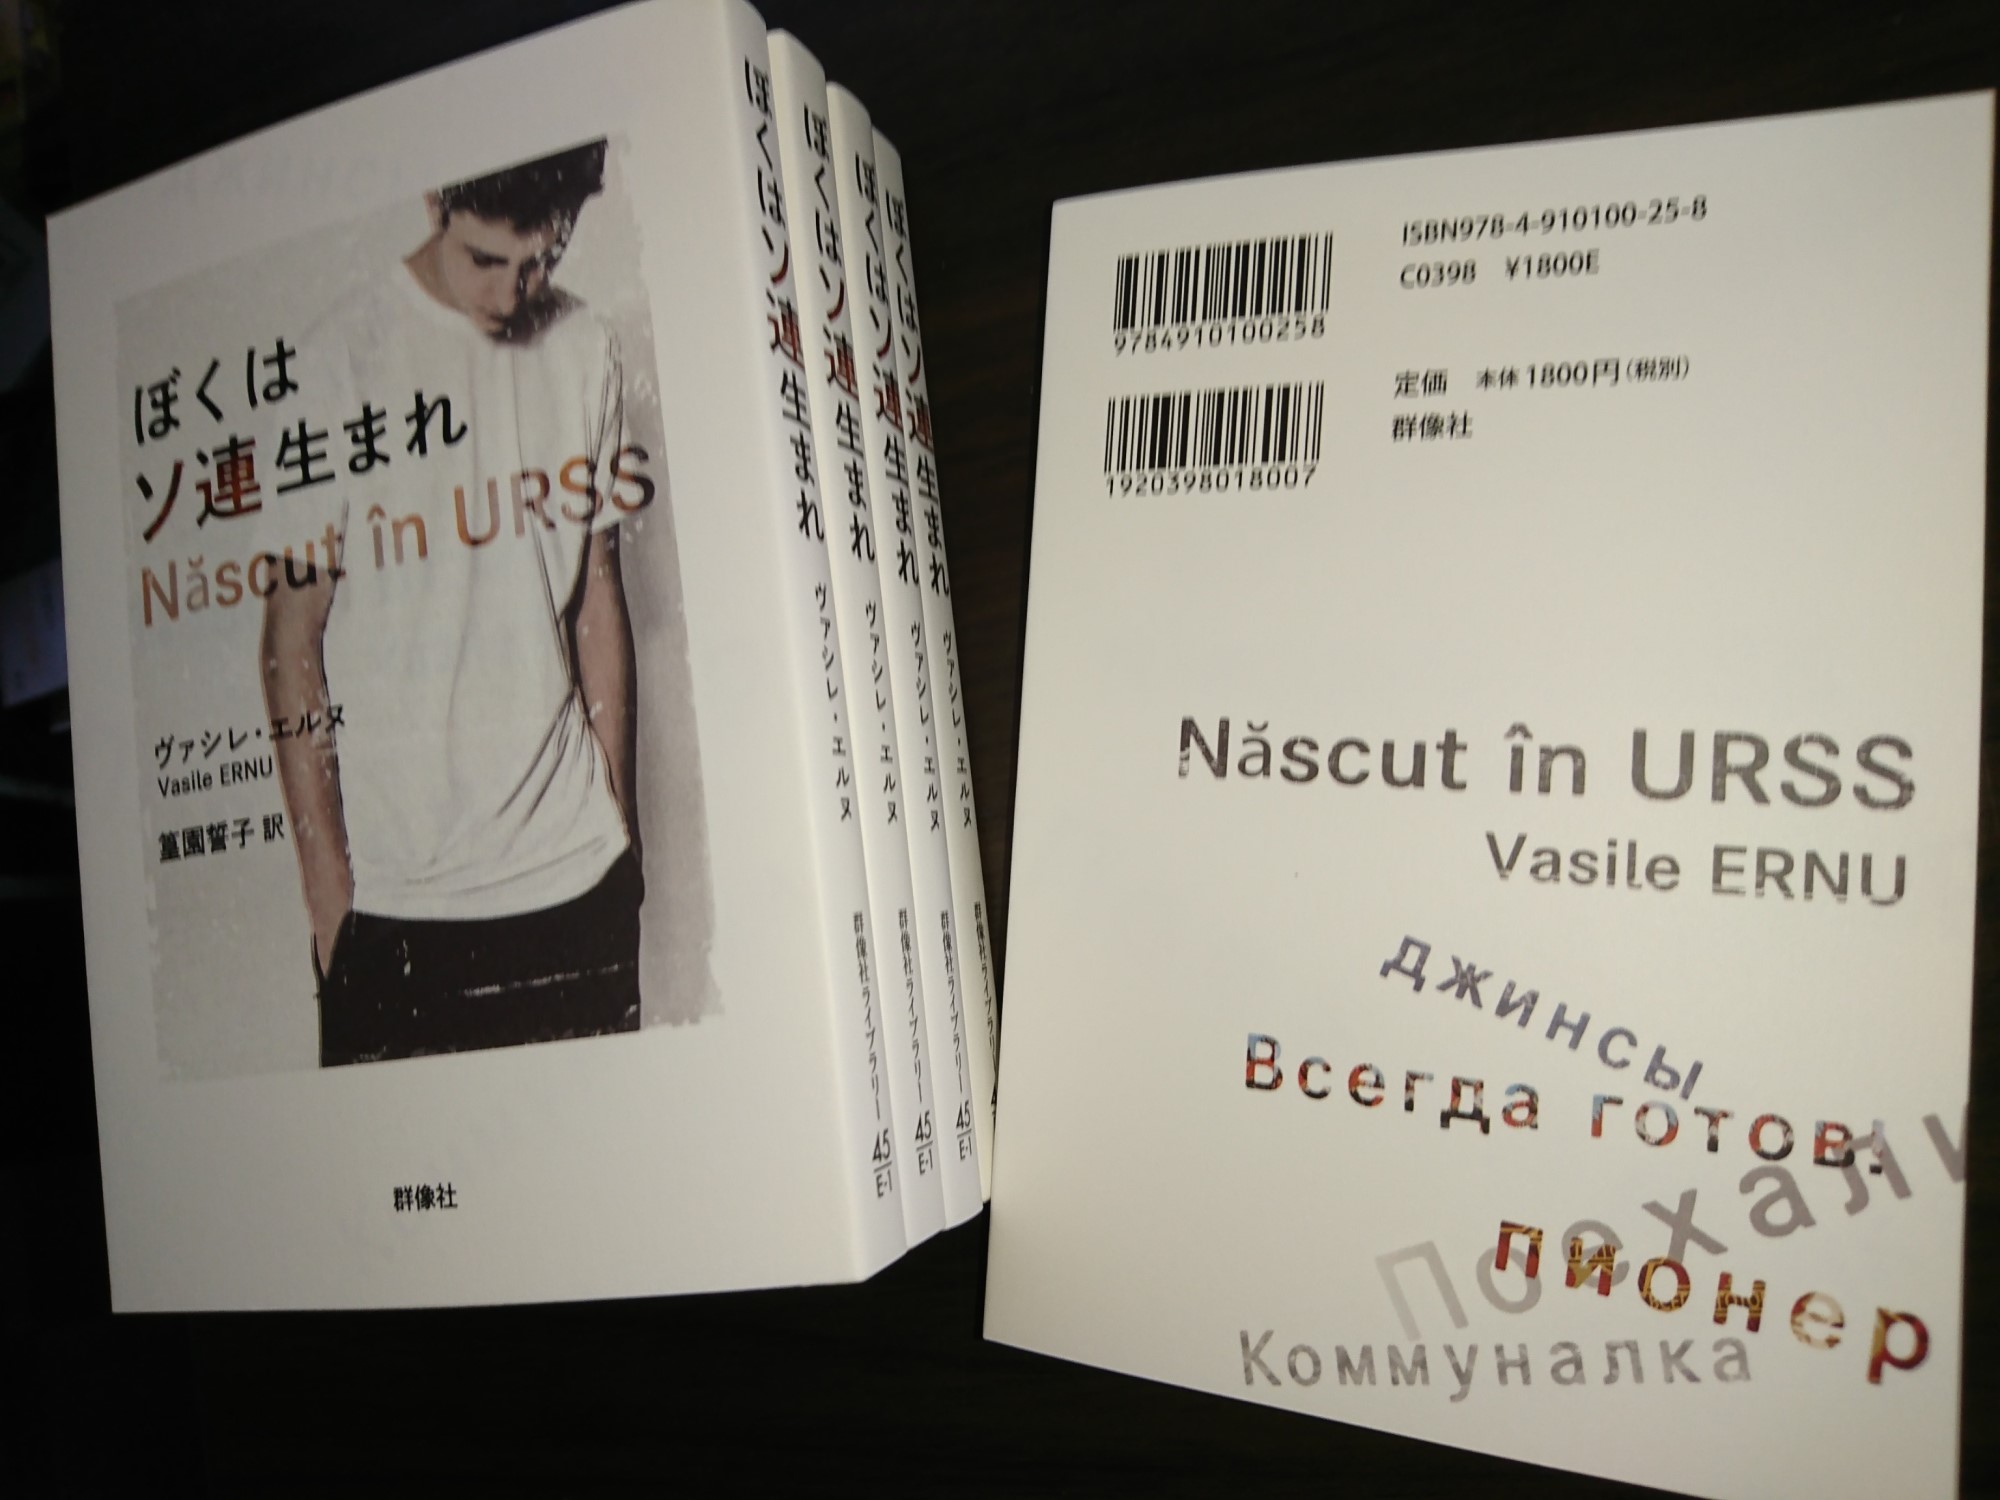 ぼくは
ソ連生まれ
Născut în URSS
ヴァシレ・エルヌ
Vasile ERNU
篁園誓子 訳
群像社
ぼくはソ連生まれ ヴァシレ・エルヌ 群像社ライブラリー 45 E-1
ぼくはソ連生まれ ヴァシレ・エルヌ 群像社ライブラリー 45 E-1
ぼくはソ連生まれ ヴァシレ・エルヌ 群像社ライブラリー 45 E-1
ぼくはソ連生まれ ヴァシレ・エルヌ 群像社ライブラリ
9784910100258
ISBN978-4-910100-25-8
C0398 ¥1800E
1920398018007
定価 本体1800円(税別)
群像社
Născut în URSS
Vasile ERNU
джинсы
Всегда готов!
Поехали
пионер
Коммуналка